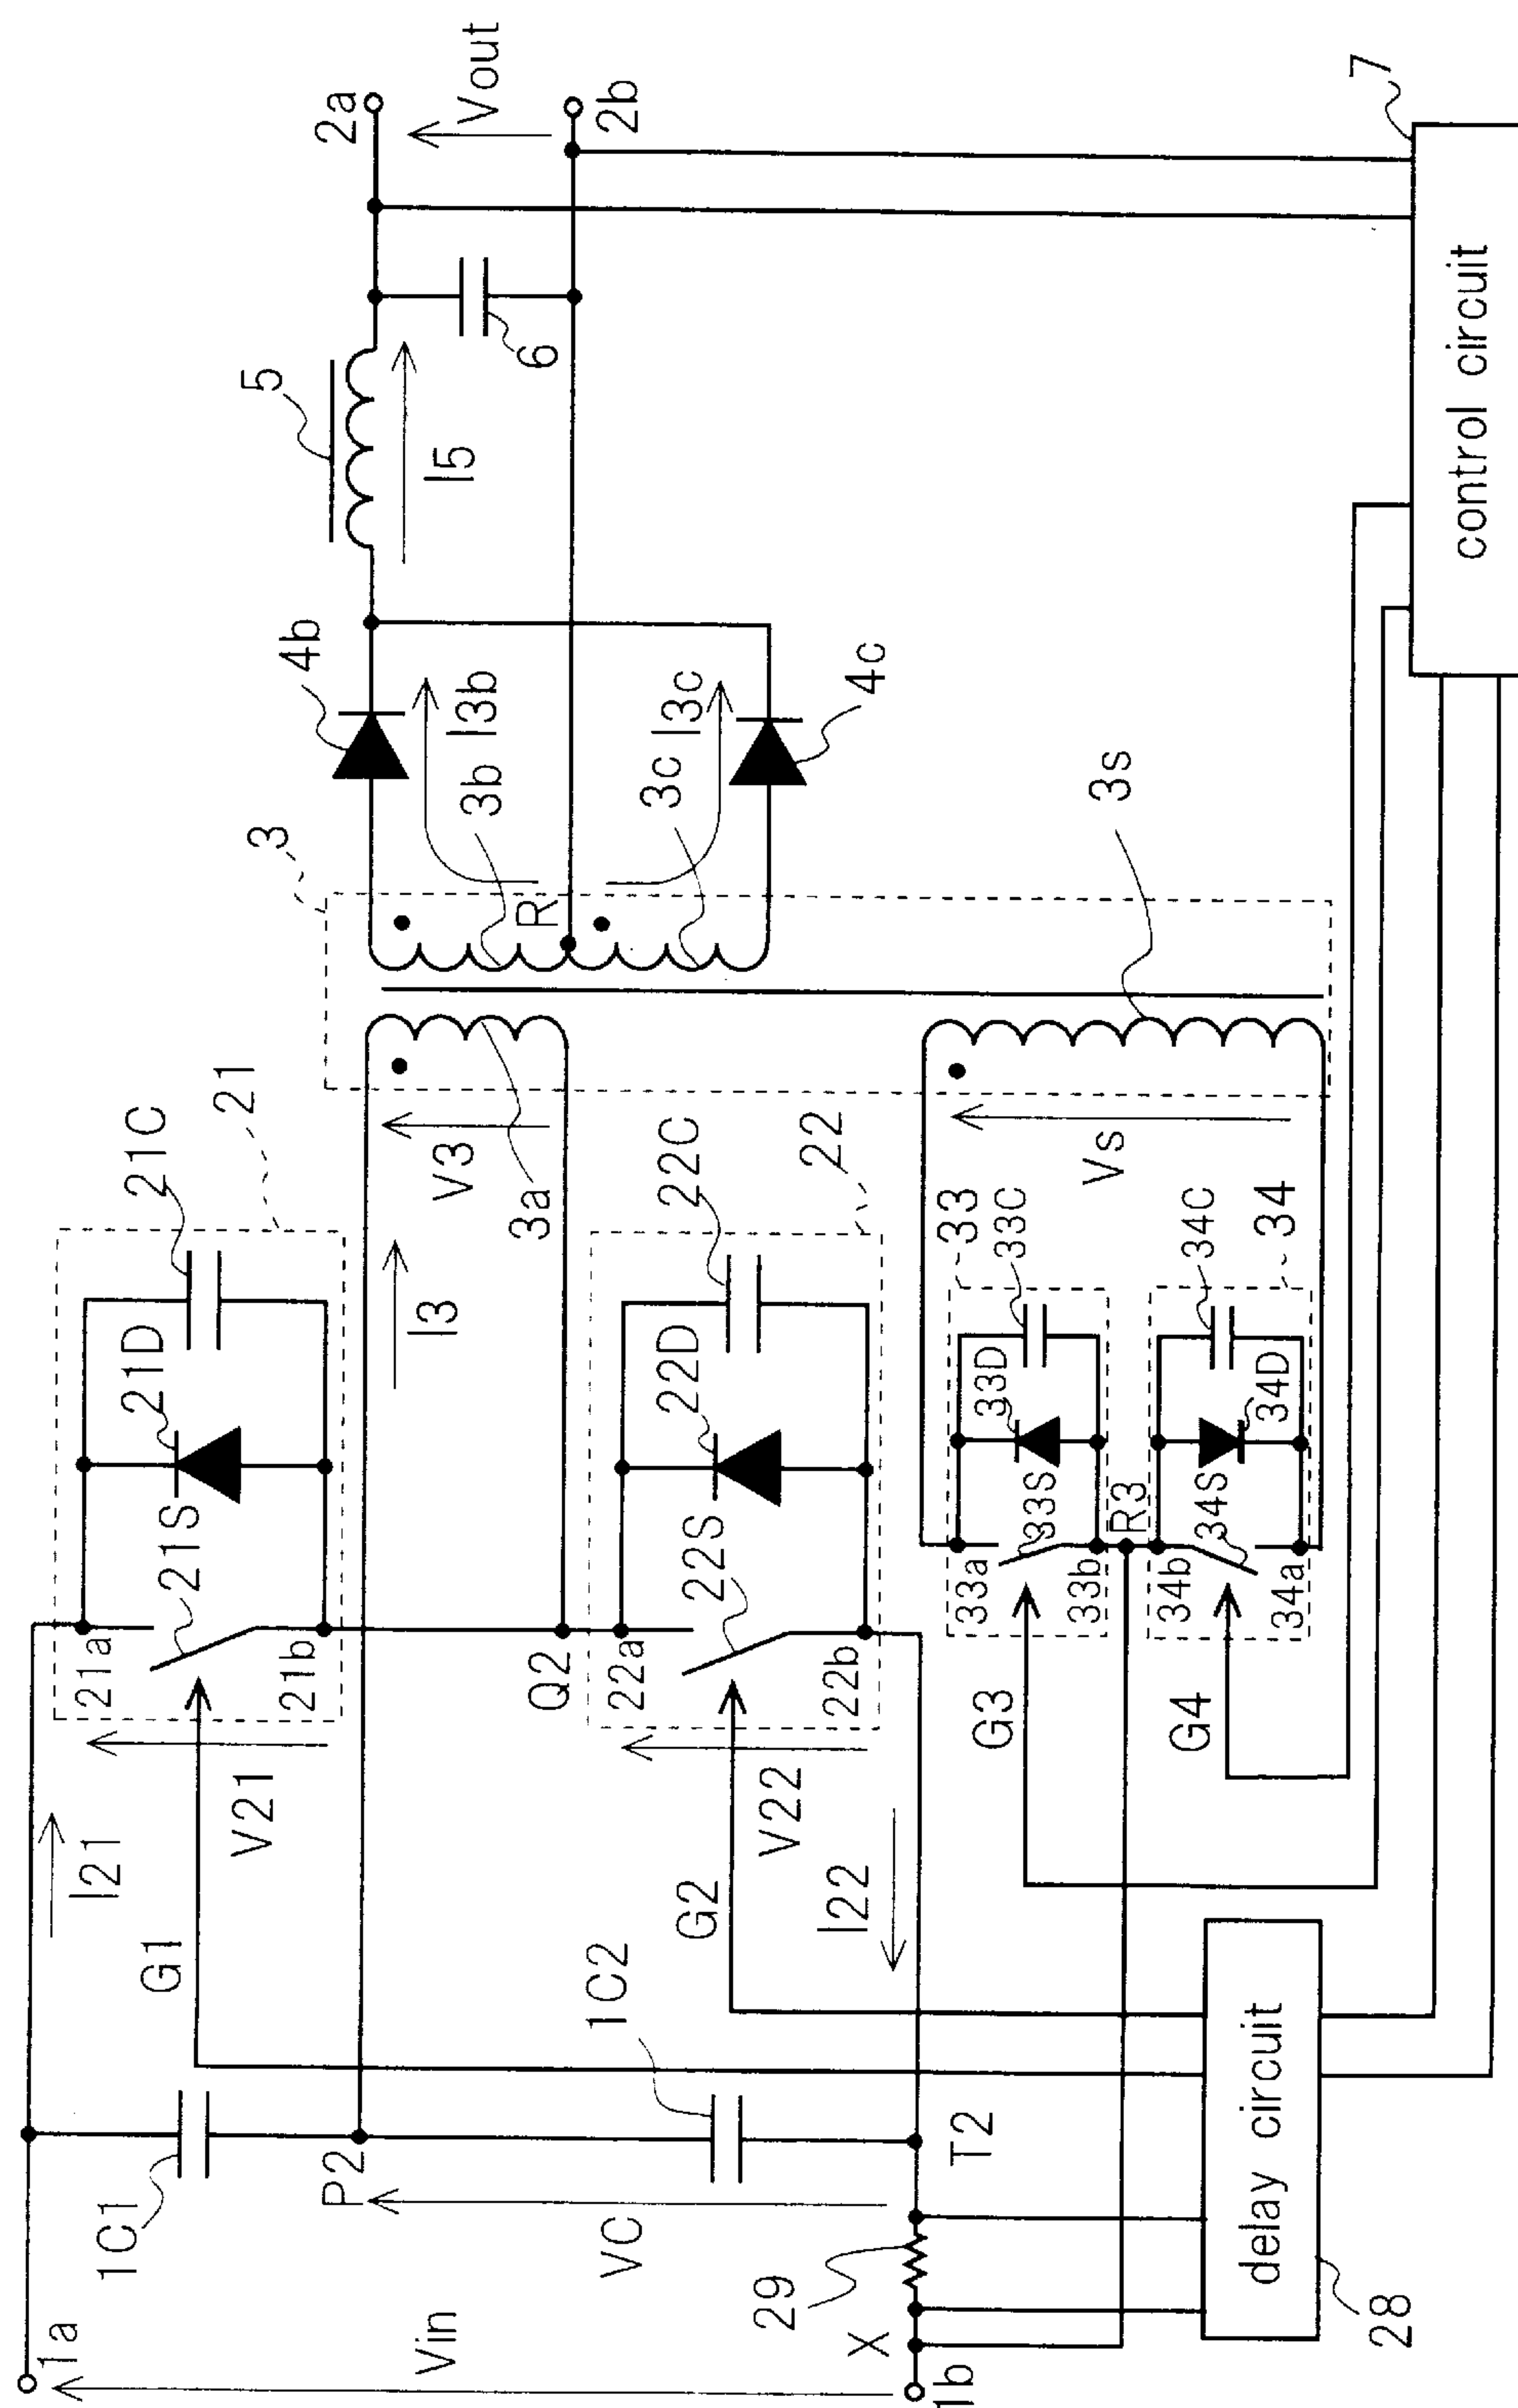 1a
Vin
1b
X
29
VC
P2
1C1
1C2
T2
delay circuit
28
I21
G1
V21
G2
V22
I22
21a
21b
21S
21D
21C
21
Q2
22a
22b
22S
22D
22C
22
I3
V3
3a
G3
G4
33a
33b
33S
33D
33C
33
R3
34b
34a
34S
34D
34C
34
Vs
3s
3
R
3b
3c
I3b
I3c
4b
4c
5
I5
6
2a
Vout
2b
7
control circuit